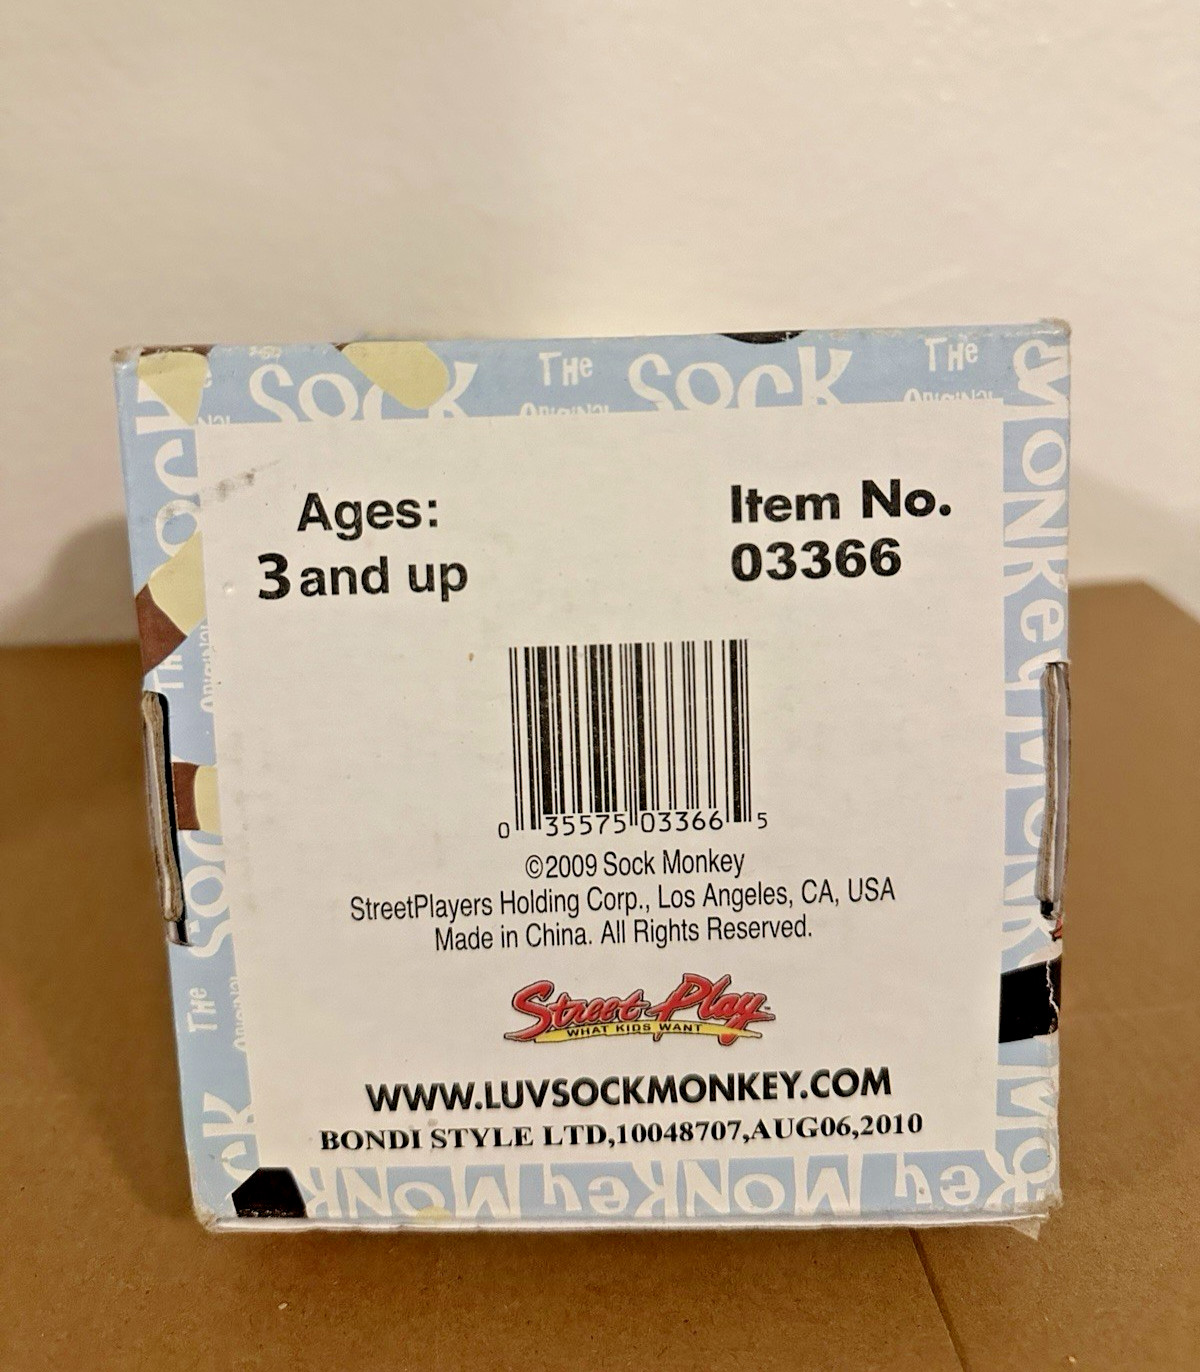 SOCK THE SOCK THE
Ages:
3 and up
Item No.
03366
0 35575 03366 5
©2009 Sock Monkey
StreetPlayers Holding Corp., Los Angeles, CA, USA
Made in China. All Rights Reserved.
Street Play
WHAT KIDS WANT
WWW.LUVSOCKMONKEY.COM
BONDI STYLE LTD,10048707,AUG06,2010
THE
MONKey
MONKey